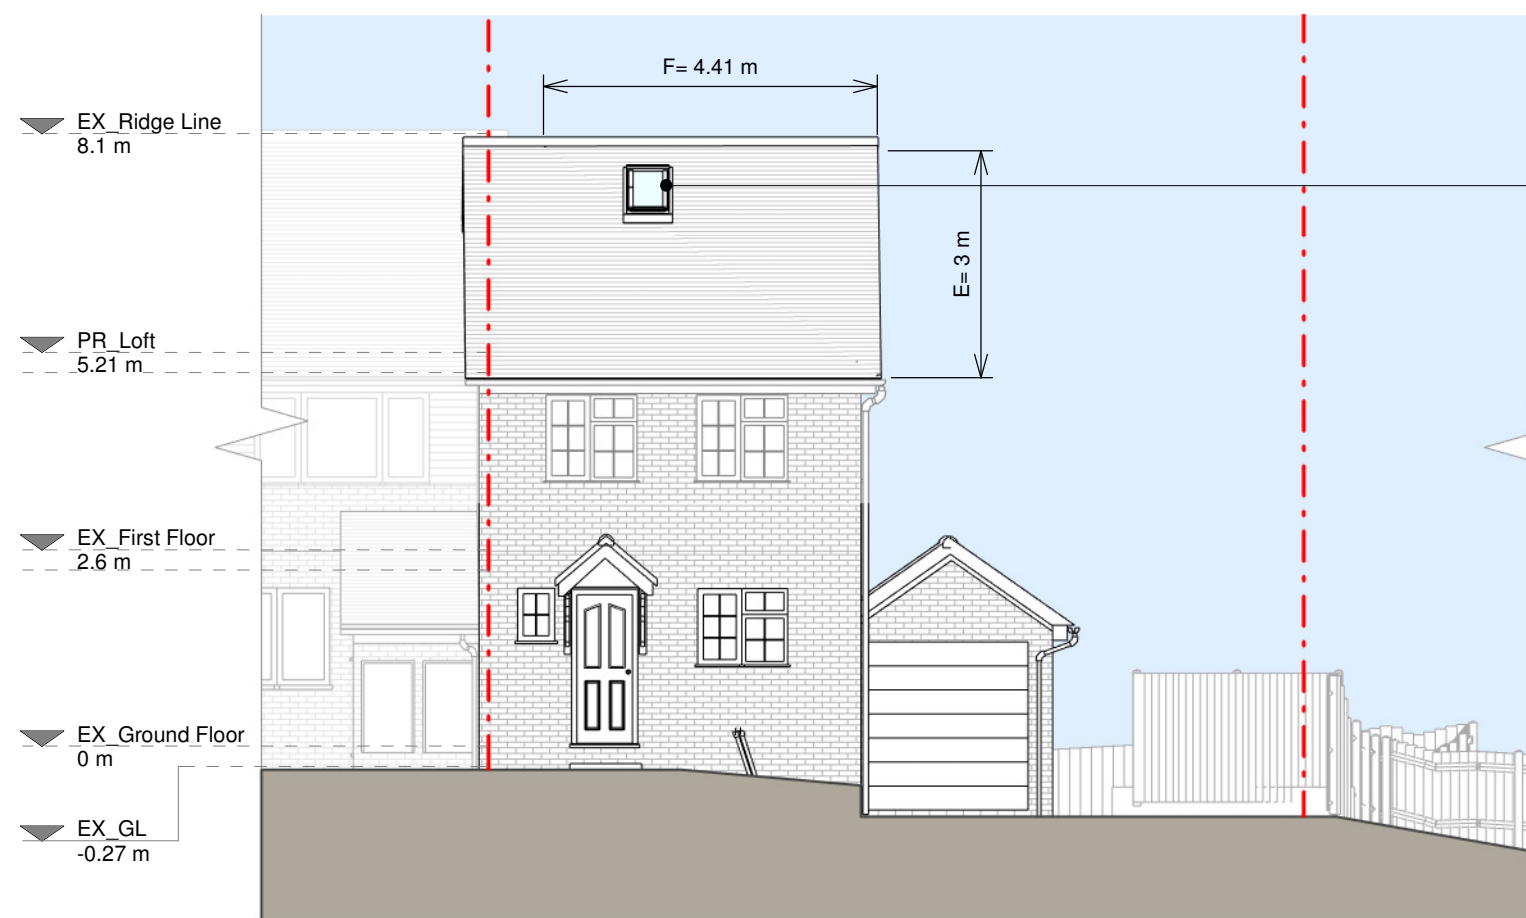 F= 4.41 m
EX_Ridge Line
8.1 m
E= 3 m
PR_Loft
5.21 m
EX_First Floor
2.6 m
EX_Ground Floor
0 m
EX_GL
-0.27 m